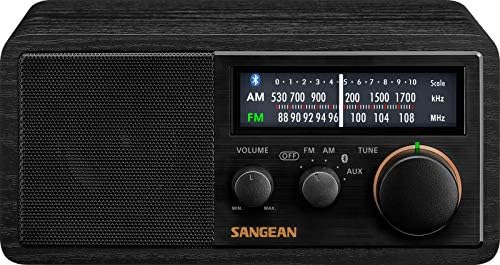 0 • 1 • 2 • 3 • 4 • 5 • 6 • 7 • 8 • 9 • 10 Scale
AM 530 700 900 1200 1500 1700 kHz
FM 88 90 92 94 96 100 104 108 MHz
VOLUME OFF FM AM TUNE
AUX
MIN. MAX.
SANGEAN